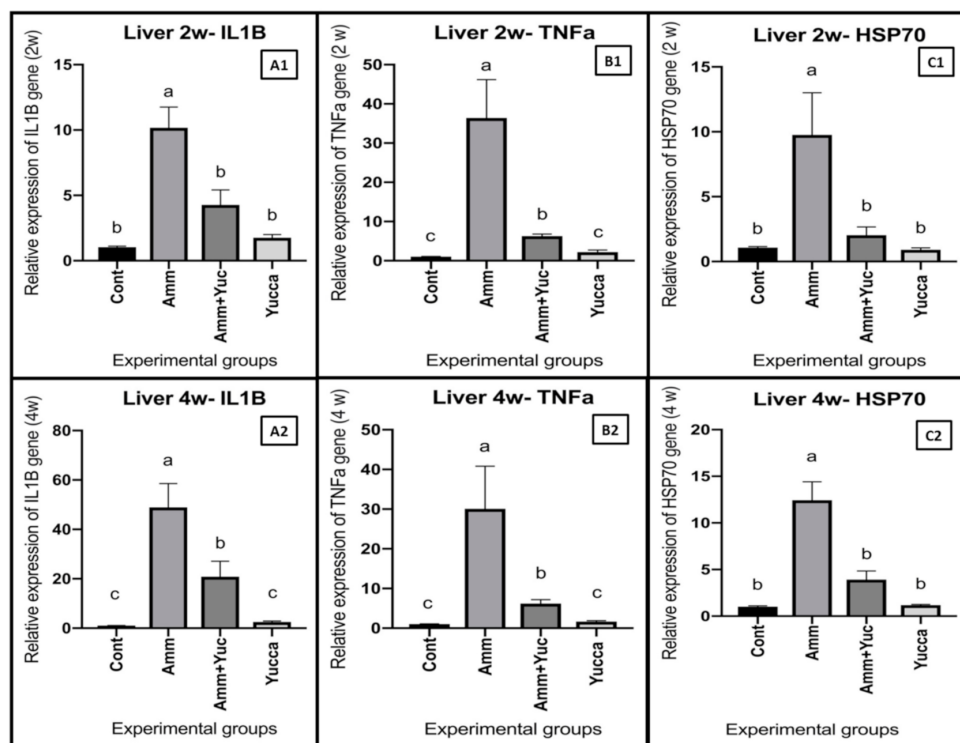 Liver 2w- IL1B
A1
Relative expression of IL1B gene (2w)
15
10
5
0
b
a
b
b
Cont
Amm
Amm+Yuc
Yucca
Experimental groups
Liver 2w- TNFa
B1
Relative expression of TNFa gene (2 w)
50
40
30
20
10
0
c
a
b
c
Cont
Amm
Amm+Yuc
Yucca
Experimental groups
Liver 2w- HSP70
C1
Relative expression of HSP70 gene (2 w)
15
10
5
0
b
a
b
b
Cont
Amm
Amm+Yuc
Yucca
Experimental groups
Liver 4w- IL1B
A2
Relative expression of IL1B gene (4w)
80
60
40
20
0
c
a
b
c
Cont
Amm
Amm+Yuc
Yucca
Experimental groups
Liver 4w- TNFa
B2
Relative expression of TNFa gene (4 w)
50
40
30
20
10
0
c
a
b
c
Cont
Amm
Amm+Yuc
Yucca
Experimental groups
Liver 4w- HSP70
C2
Relative expression of HSP70 gene (4 w)
20
15
10
5
0
b
a
b
b
Cont
Amm
Amm+Yuc
Yucca
Experimental groups